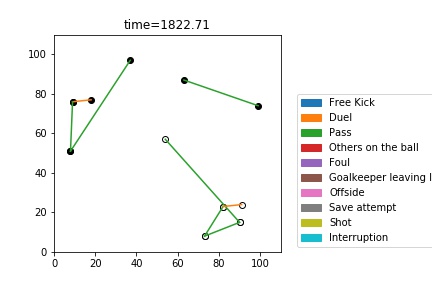 time=1822.71
100
80
60
40
20
0
0 20 40 60 80 100
Free Kick
Duel
Pass
Others on the ball
Foul
Goalkeeper leaving l
Offside
Save attempt
Shot
Interruption